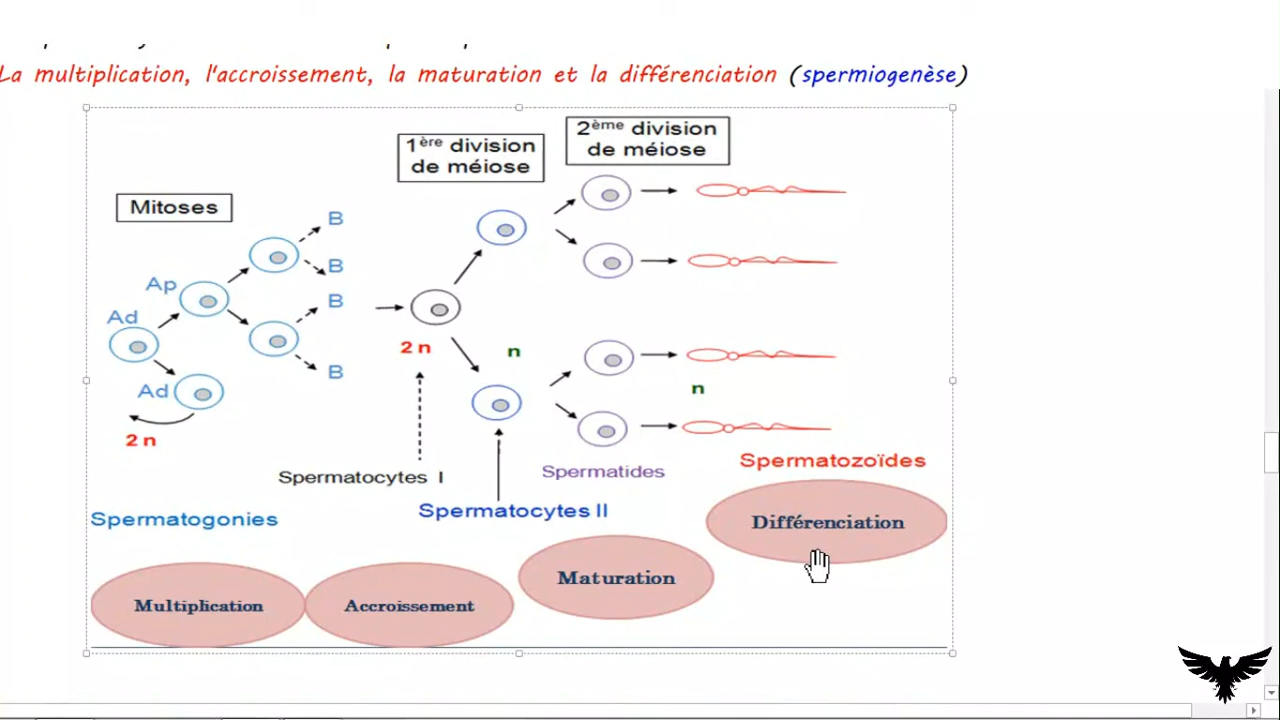 La multiplication, l'accroissement, la maturation et la différenciation (spermiogenèse)
2ème division
de méiose
1ère division
de méiose
Mitoses
B
B
Ap
B
Ad
2 n
n
B
Ad
n
2 n
Spermatozoïdes
Spermatides
Spermatocytes I
Spermatocytes II
Spermatogonies
Différenciation
Maturation
Multiplication
Accroissement